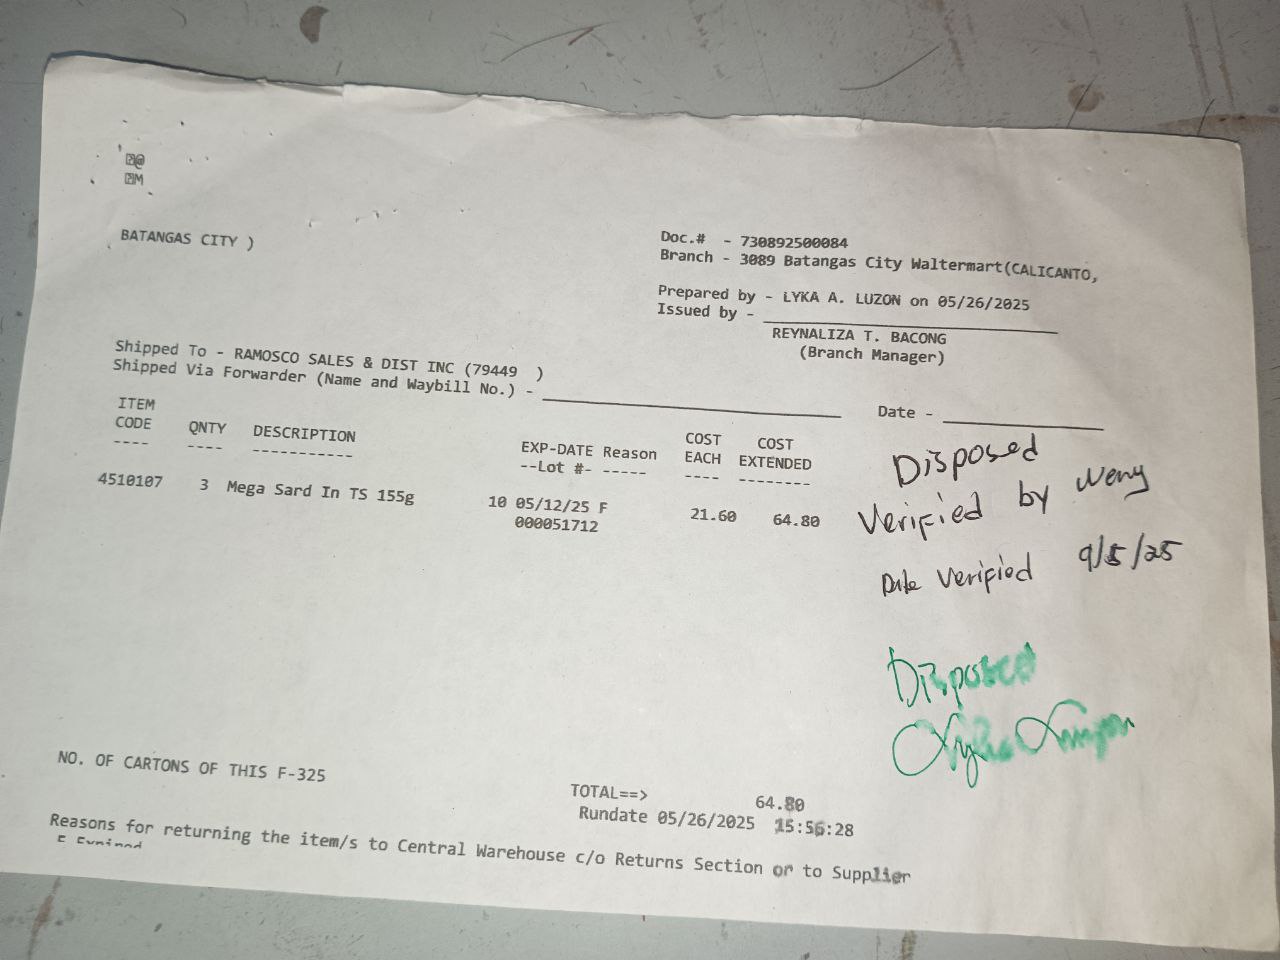 @
M
BATANGAS CITY )
Doc.# - 730892500084
Branch - 3089 Batangas City Waltermart(CALICANTO,
Prepared by - LYKA A. LUZON on 05/26/2025
Issued by -
REYNALIZA T. BACONG
(Branch Manager)
Shipped To - RAMOSCO SALES & DIST INC (79449 )
Shipped Via Forwarder (Name and Waybill No.) -
Date -
ITEM CODE QNTY DESCRIPTION EXP-DATE Reason COST EACH COST EXTENDED
--Lot #- -----
4510107 3 Mega Sard In TS 155g 10 05/12/25 F 21.60 64.80
000051712
Disposed
Verified by Weny
Date Verified 9/5/25
Disposed
Lyka Luzon
NO. OF CARTONS OF THIS F-325
TOTAL==> 64.80
Rundate 05/26/2025 15:56:28
Reasons for returning the item/s to Central Warehouse c/o Returns Section or to Supplier